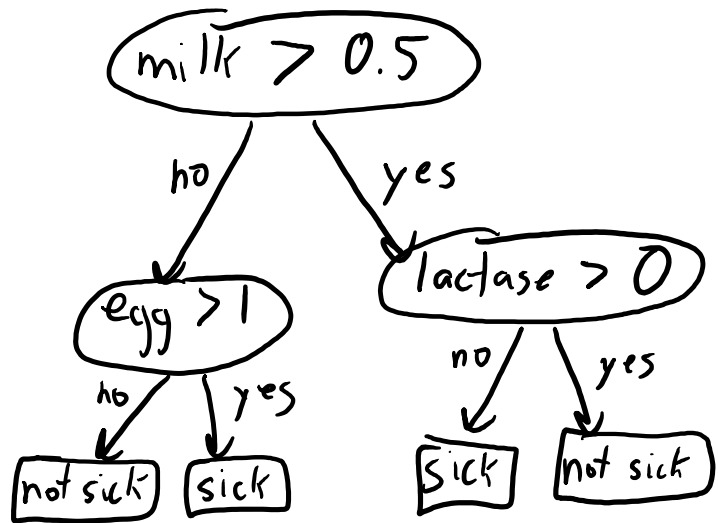 milk > 0.5
no
yes
egg > 1
lactase > 0
no
yes
no
yes
not sick
sick
sick
not sick